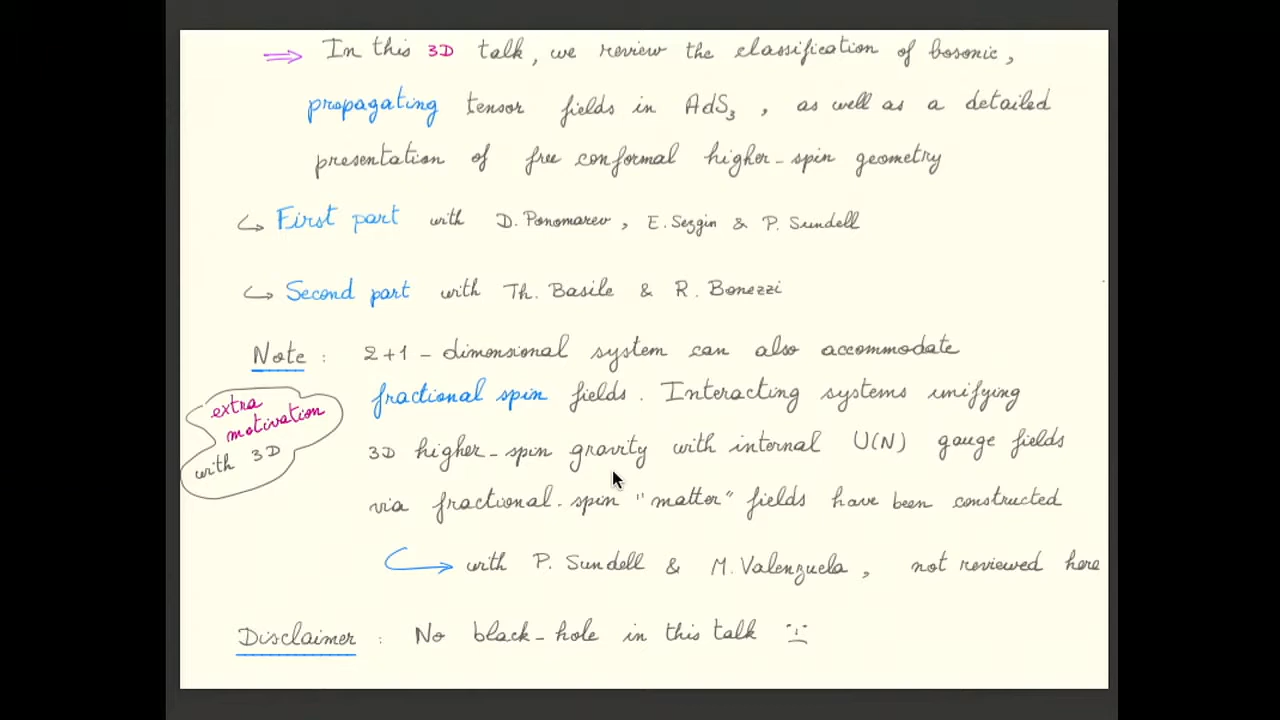 ⇒ In this 3D talk, we review the classification of bosonic,
propagating tensor fields in AdS₃, as well as a detailed
presentation of free conformal higher-spin geometry
↪ First part with D. Ponomarev, E. Sezgin & P. Sundell
↪ Second part with Th. Basile & R. Bonezzi
Note : 2+1-dimensional system can also accommodate
fractional spin fields. Interacting systems unifying
extra
motivation
with 3D
3D higher-spin gravity with internal U(N) gauge fields
via fractional-spin "matter" fields have been constructed
↪ with P. Sundell & M. Valenzuela, not reviewed here
Disclaimer : No black-hole in this talk